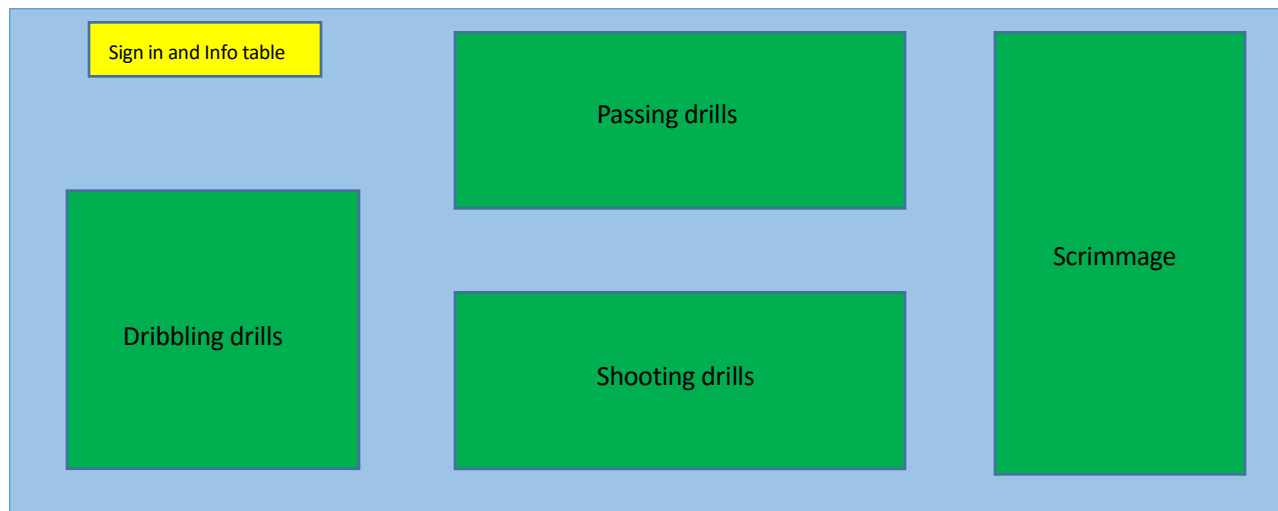 Sign in and Info table
Passing drills
Scrimmage
Dribbling drills
Shooting drills